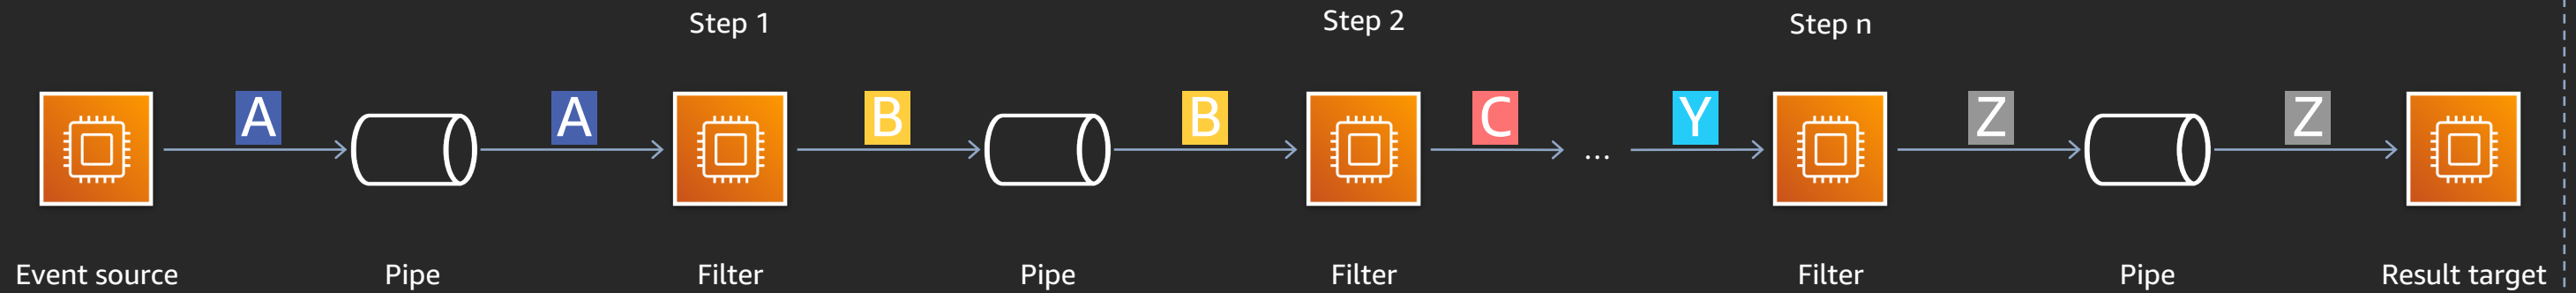 Step 1
Step 2
Step n
A
A
B
B
C
...
Y
Z
Z
Event source
Pipe
Filter
Pipe
Filter
Filter
Pipe
Result target